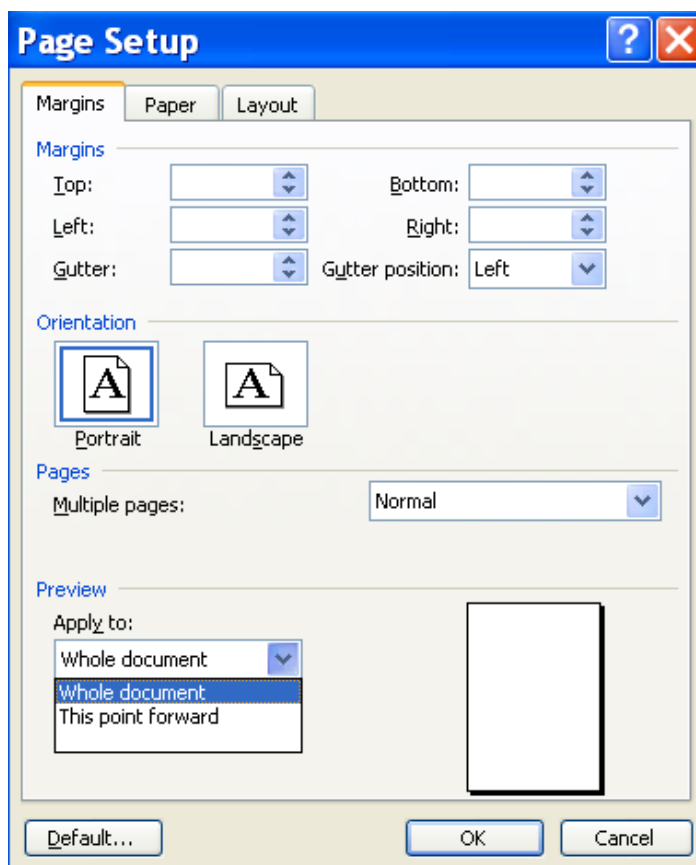 Page Setup
Margins Paper Layout
Margins
Top: Bottom:
Left: Right:
Gutter: Gutter position: Left
Orientation
A A
Portrait Landscape
Pages
Multiple pages: Normal
Preview
Apply to:
Whole document
Whole document
This point forward
Default... OK Cancel